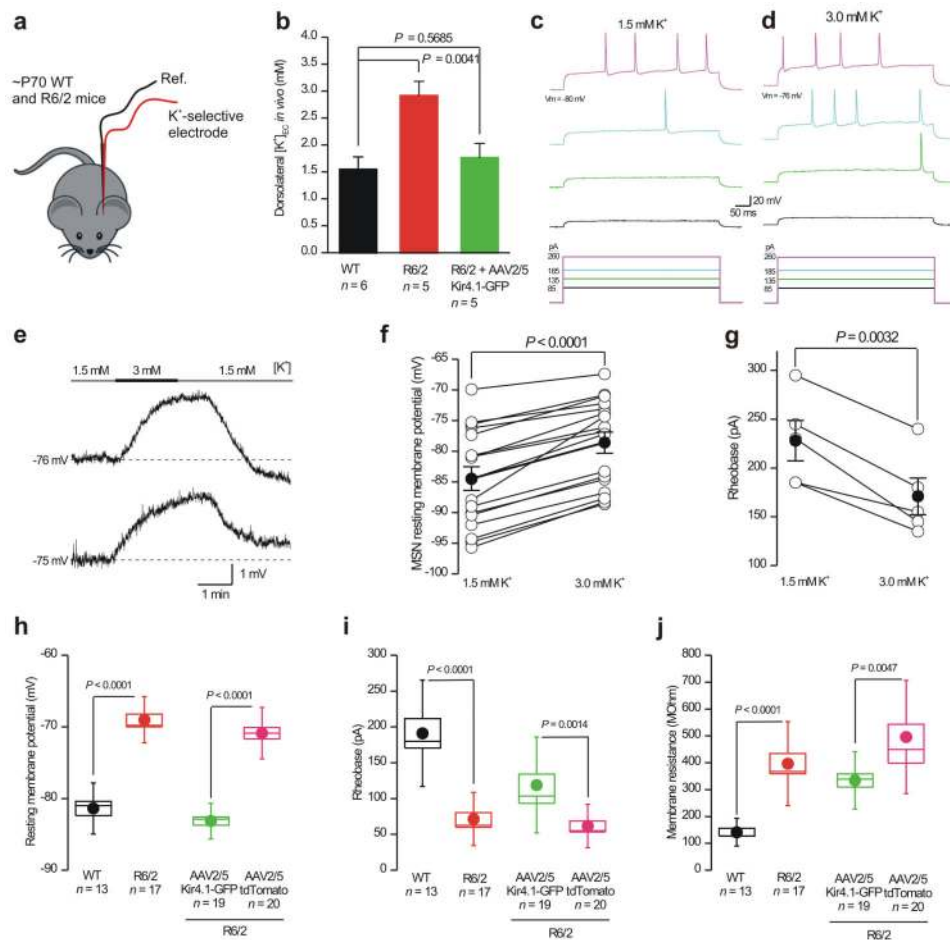 a
~P70 WT
and R6/2 mice
Ref.
K+-selective
electrode
b
P = 0.5685
P = 0.0041
Dorsolateral [K+]EC in vivo (mM)
4.0
3.5
3.0
2.5
2.0
1.5
1.0
0.5
0.0
WT
n = 6
R6/2
n = 5
R6/2 + AAV2/5
Kir4.1-GFP
n = 5
c
1.5 mM K+
Vm = -80 mV
pA
260
185
135
85
d
3.0 mM K+
Vm = -76 mV
20 mV
50 ms
pA
260
185
135
85
e
1.5 mM 3 mM 1.5 mM [K+]
-76 mV
-75 mV
1 mV
1 min
f
P < 0.0001
MSN resting membrane potential (mV)
-65
-70
-75
-80
-85
-90
-95
-100
1.5 mM K+ 3.0 mM K+
g
P = 0.0032
Rheobase (pA)
300
250
200
150
100
1.5 mM K+ 3.0 mM K+
h
Resting membrane potential (mV)
-60
-70
-80
-90
P < 0.0001
P < 0.0001
WT
n = 13
R6/2
n = 17
AAV2/5
Kir4.1-GFP
n = 19
AAV2/5
tdTomato
n = 20
R6/2
i
Rheobase (pA)
300
250
200
150
100
50
0
P < 0.0001
P = 0.0014
WT
n = 13
R6/2
n = 17
AAV2/5
Kir4.1-GFP
n = 19
AAV2/5
tdTomato
n = 20
R6/2
j
Membrane resistance (MOhm)
800
700
600
500
400
300
200
100
0
P < 0.0001
P = 0.0047
WT
n = 13
R6/2
n = 17
AAV2/5
Kir4.1-GFP
n = 19
AAV2/5
tdTomato
n = 20
R6/2